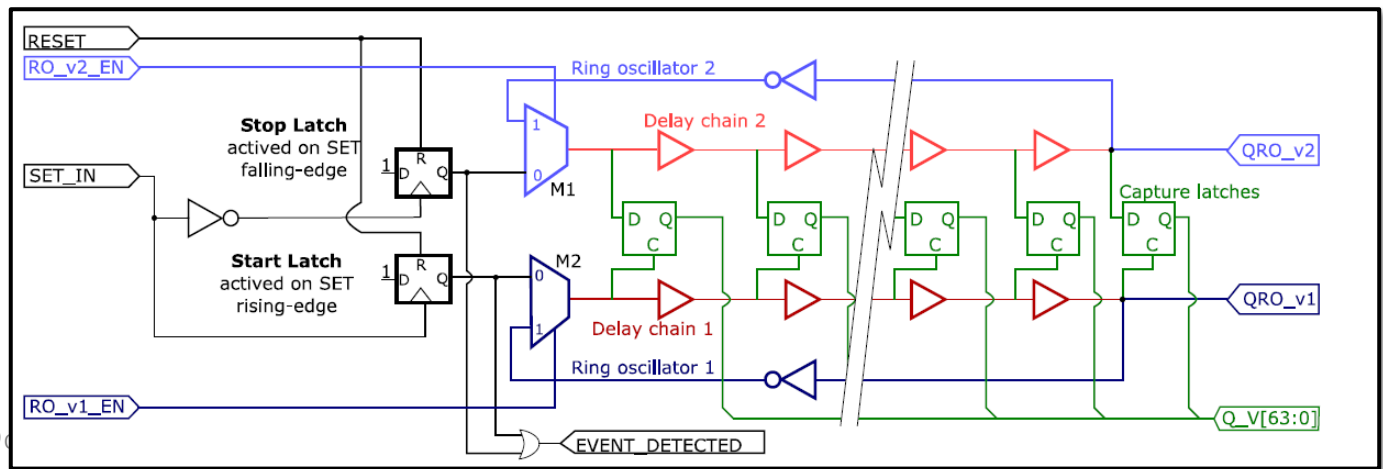 RESET
RO_v2_EN
Ring oscillator 2
Stop Latch
actived on SET
falling-edge
1
D
R
Q
1
0
M1
Delay chain 2
QRO_v2
SET_IN
Capture latches
D Q
C
D Q
C
D Q
C
D Q
C
D Q
C
Start Latch
actived on SET
rising-edge
1
D
R
Q
M2
0
1
Delay chain 1
QRO_v1
Ring oscillator 1
RO_v1_EN
Q_V[63:0]
EVENT_DETECTED